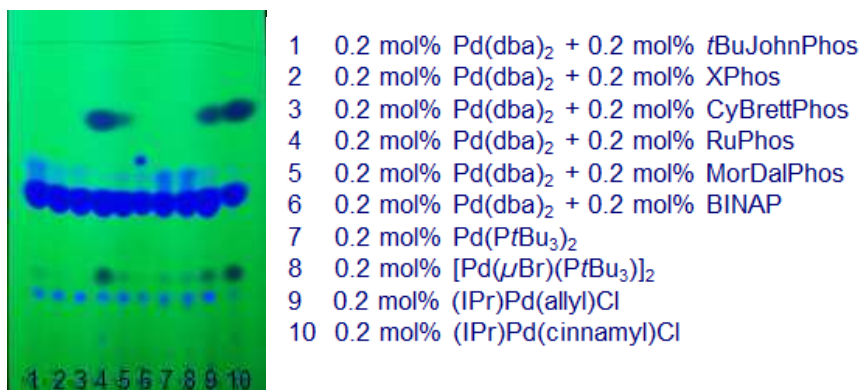 1 0.2 mol% Pd(dba)₂ + 0.2 mol% tBuJohnPhos
2 0.2 mol% Pd(dba)₂ + 0.2 mol% XPhos
3 0.2 mol% Pd(dba)₂ + 0.2 mol% CyBrettPhos
4 0.2 mol% Pd(dba)₂ + 0.2 mol% RuPhos
5 0.2 mol% Pd(dba)₂ + 0.2 mol% MorDalPhos
6 0.2 mol% Pd(dba)₂ + 0.2 mol% BINAP
7 0.2 mol% Pd(PtBu₃)₂
8 0.2 mol% [Pd(μBr)(PtBu₃)]₂
9 0.2 mol% (IPr)Pd(allyl)Cl
10 0.2 mol% (IPr)Pd(cinnamyl)Cl
1 2 3 4 5 6 7 8 9 10